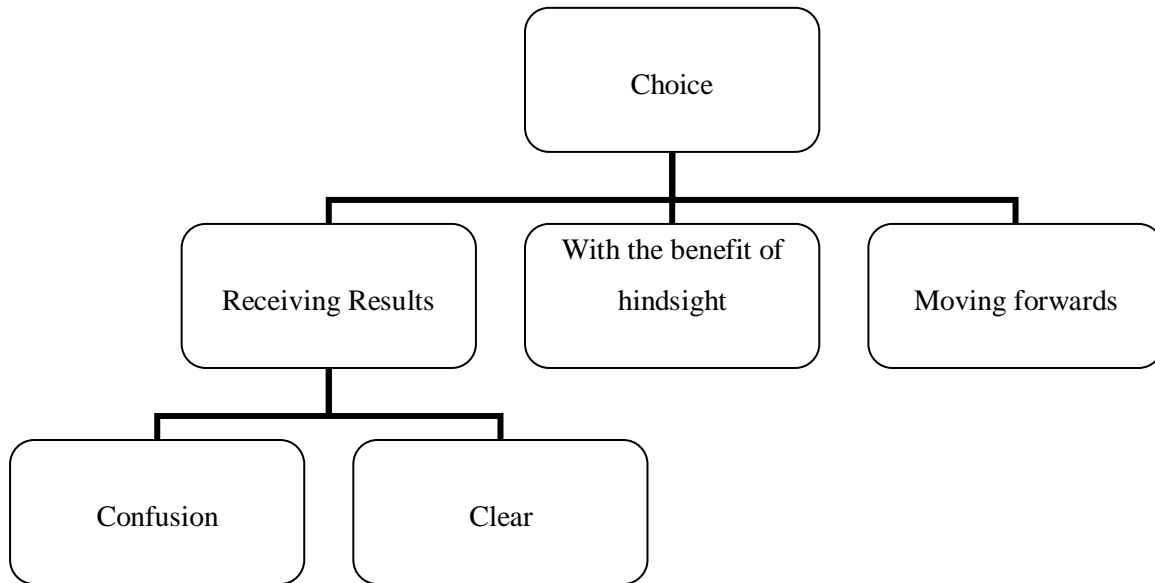 Choice
Receiving Results
With the benefit of
hindsight
Moving forwards
Confusion
Clear